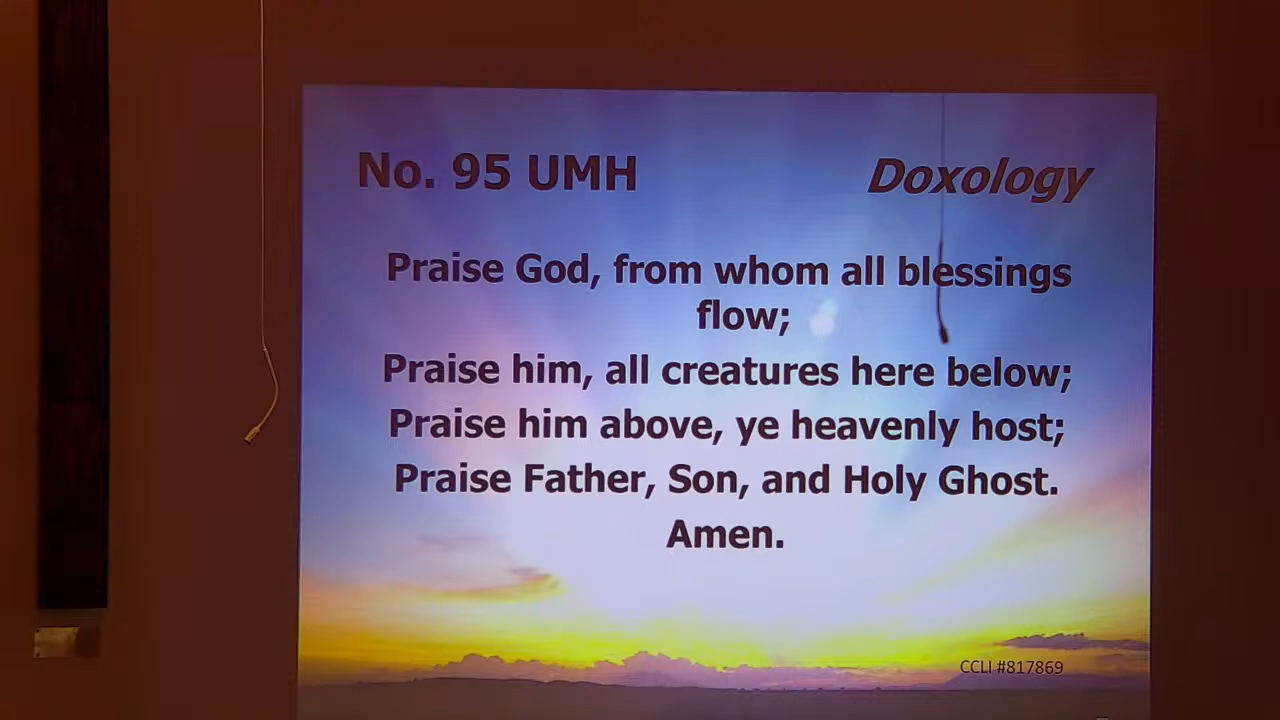 No. 95 UMH Doxology
Praise God, from whom all blessings
flow;
Praise him, all creatures here below;
Praise him above, ye heavenly host;
Praise Father, Son, and Holy Ghost.
Amen.
CCLI #817869